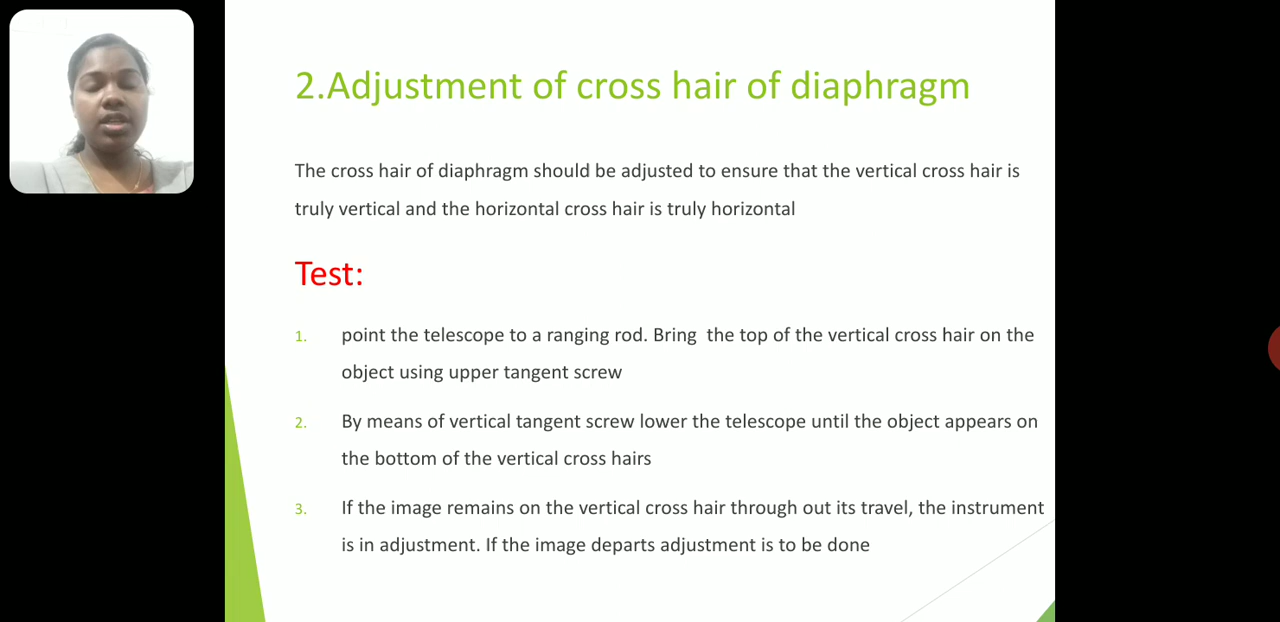 2.Adjustment of cross hair of diaphragm
The cross hair of diaphragm should be adjusted to ensure that the vertical cross hair is
truly vertical and the horizontal cross hair is truly horizontal
Test:
1. point the telescope to a ranging rod. Bring  the top of the vertical cross hair on the
object using upper tangent screw
2. By means of vertical tangent screw lower the telescope until the object appears on
the bottom of the vertical cross hairs
3. If the image remains on the vertical cross hair through out its travel, the instrument
is in adjustment. If the image departs adjustment is to be done